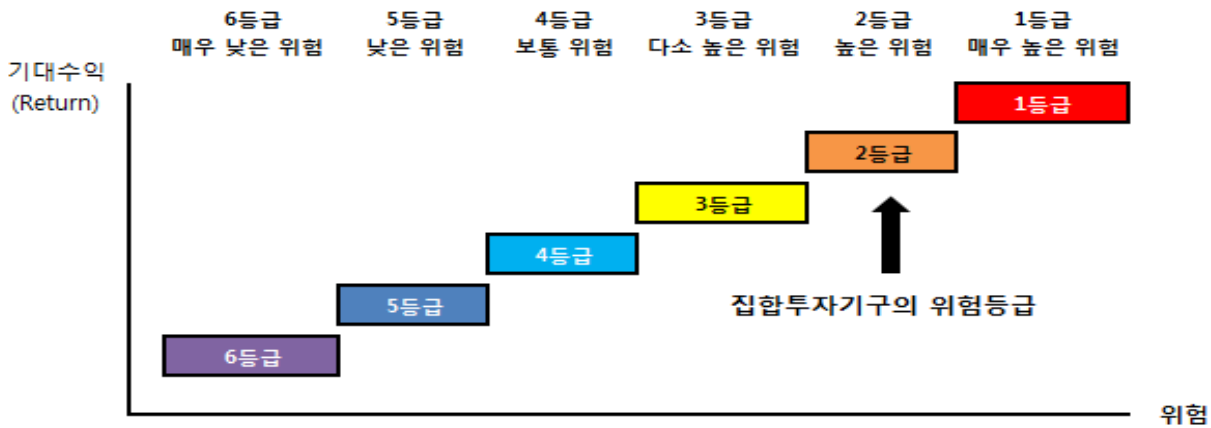 6등급 5등급 4등급 3등급 2등급 1등급
매우 낮은 위험 낮은 위험 보통 위험 다소 높은 위험 높은 위험 매우 높은 위험
기대수익
(Return)
1등급
2등급
3등급
4등급
5등급
집합투자기구의 위험등급
6등급
위험